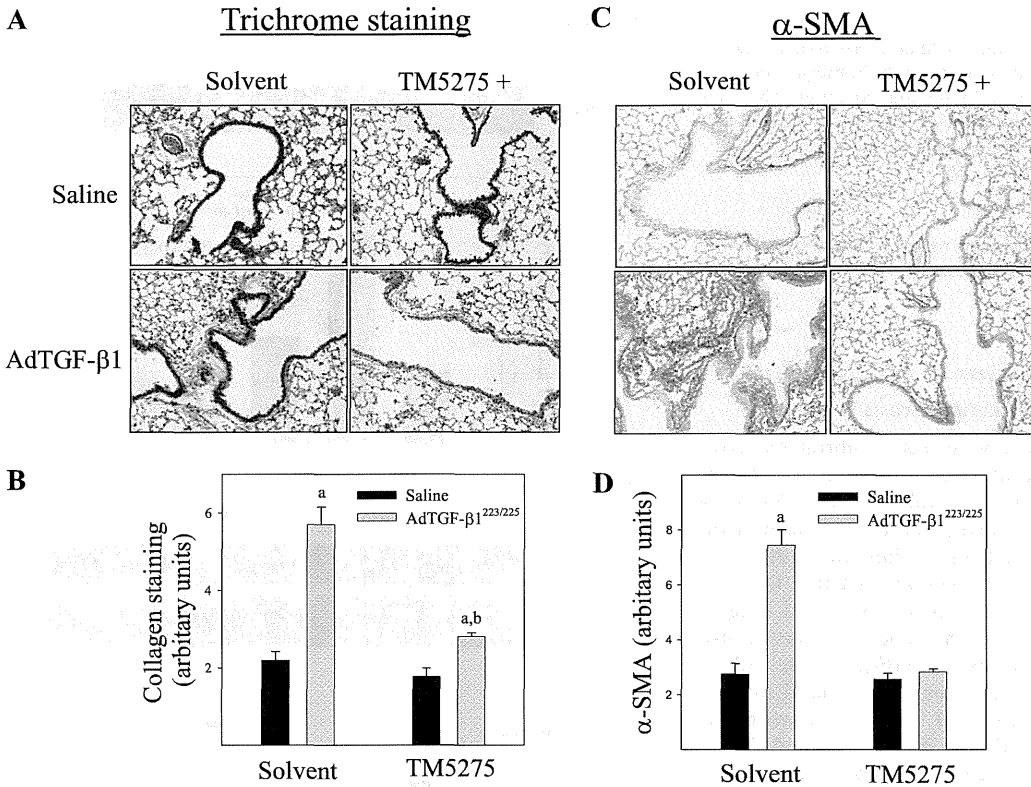 A
Trichrome staining
Solvent
TM5275 +
Saline
AdTGF-β1
B
Collagen staining
(arbitary units)
6
4
2
a
a,b
Saline
AdTGF-β1223/225
Solvent
TM5275
C
α-SMA
Solvent
TM5275 +
D
α-SMA (arbitary units)
8
6
4
2
a
Saline
AdTGF-β1223/225
Solvent
TM5275